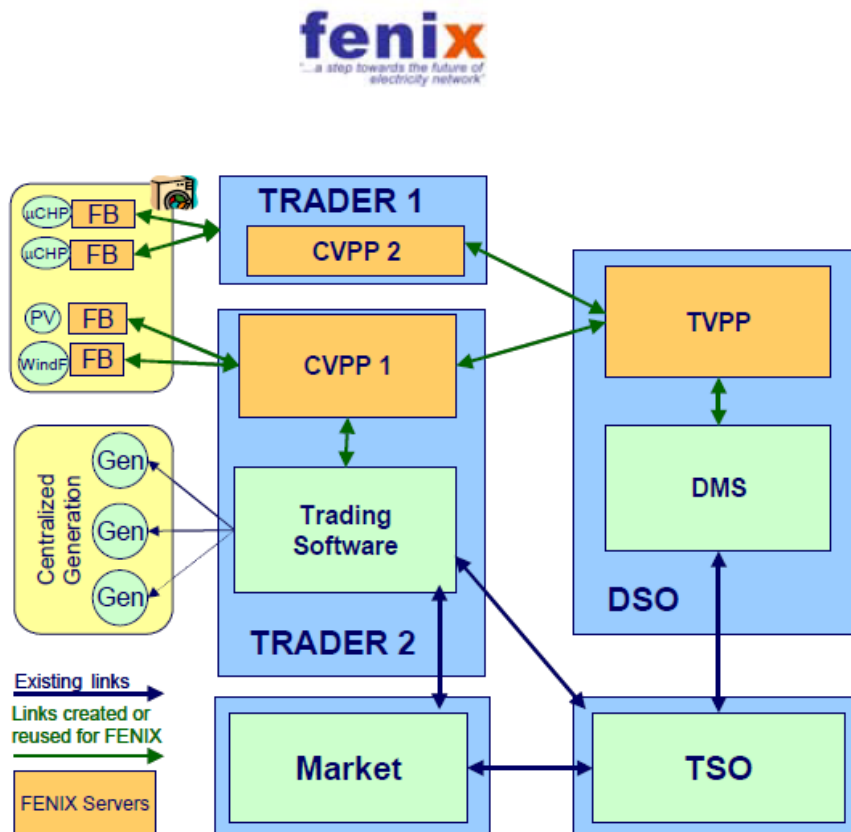 fenix
"...a step towards the future of
electricity network"
TRADER 1
CVPP 2
μCHP FB
μCHP FB
PV FB
WindF FB
TVPP
CVPP 1
DMS
DSO
Gen
Gen
Gen
Centralized
Generation
Trading
Software
TRADER 2
Existing links
Links created or
reused for FENIX
FENIX Servers
Market
TSO